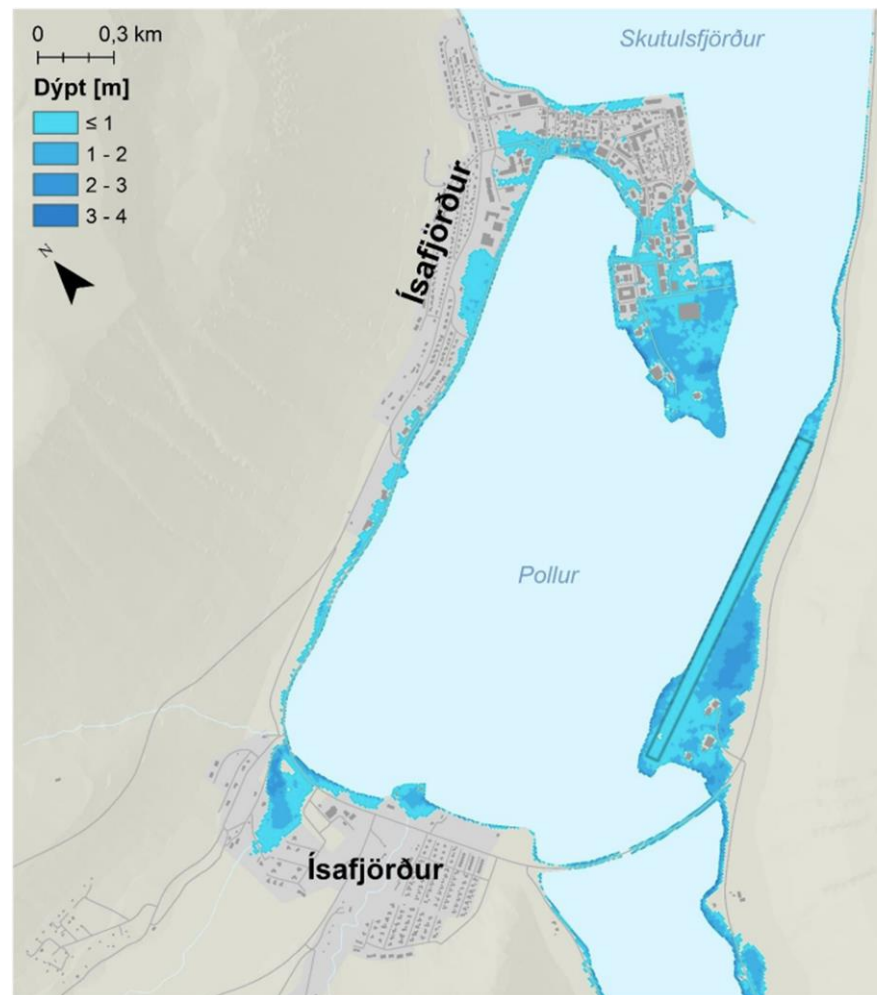 0 0,3 km
Dýpt [m]
≤ 1
1 - 2
2 - 3
3 - 4
N
Skutulsfjörður
Ísafjörður
Pollur
Ísafjörður